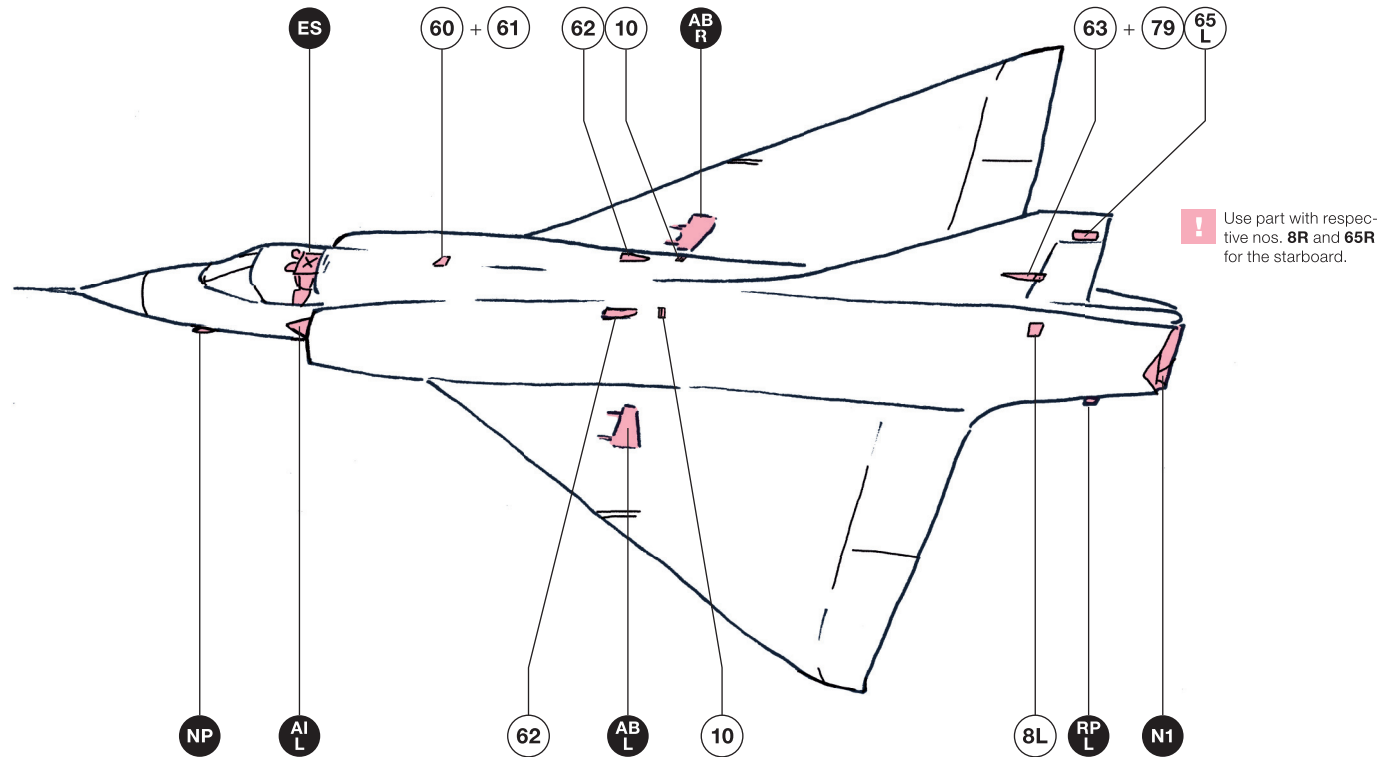 ES
60 + 61
62 10
AB
R
63 + 79 65
L
! Use part with respec-
tive nos. 8R and 65R
for the starboard.
NP
AI
L
62
AB
L
10
8L
RP
L
N1